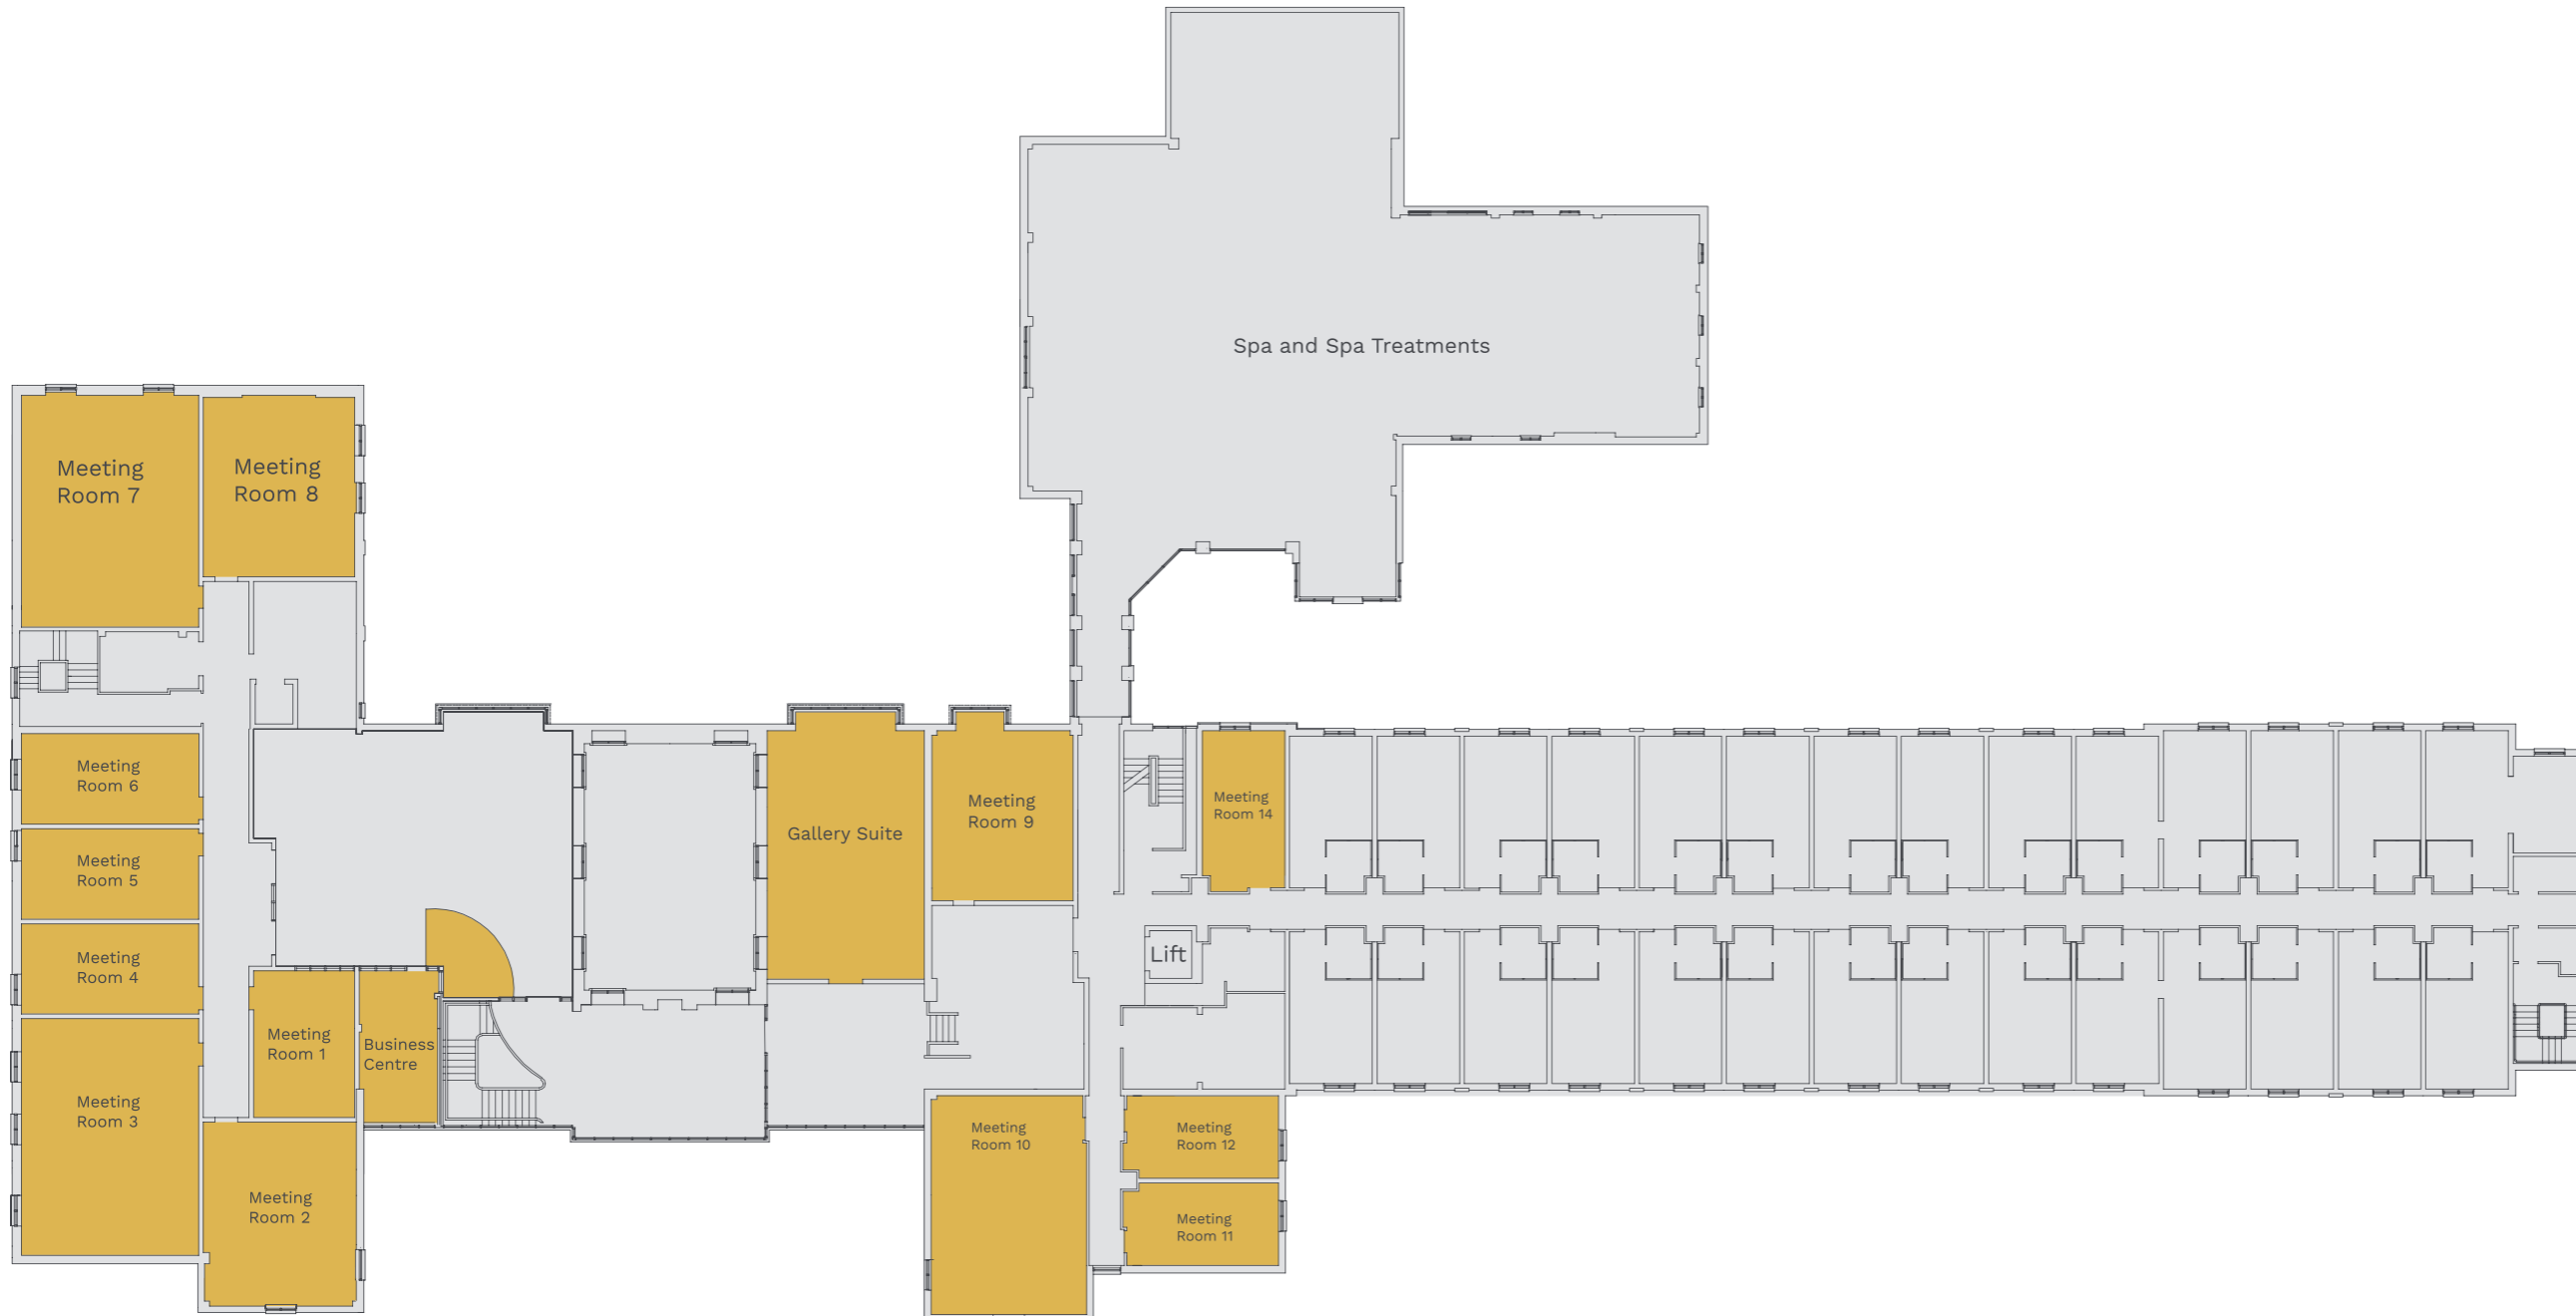 Spa and Spa Treatments
Meeting
Room 7
Meeting
Room 8
Meeting
Room 6
Meeting
Room 5
Meeting
Room 4
Meeting
Room 3
Meeting
Room 1
Business
Centre
Meeting
Room 2
Gallery Suite
Meeting
Room 9
Meeting
Room 14
Lift
Meeting
Room 10
Meeting
Room 12
Meeting
Room 11